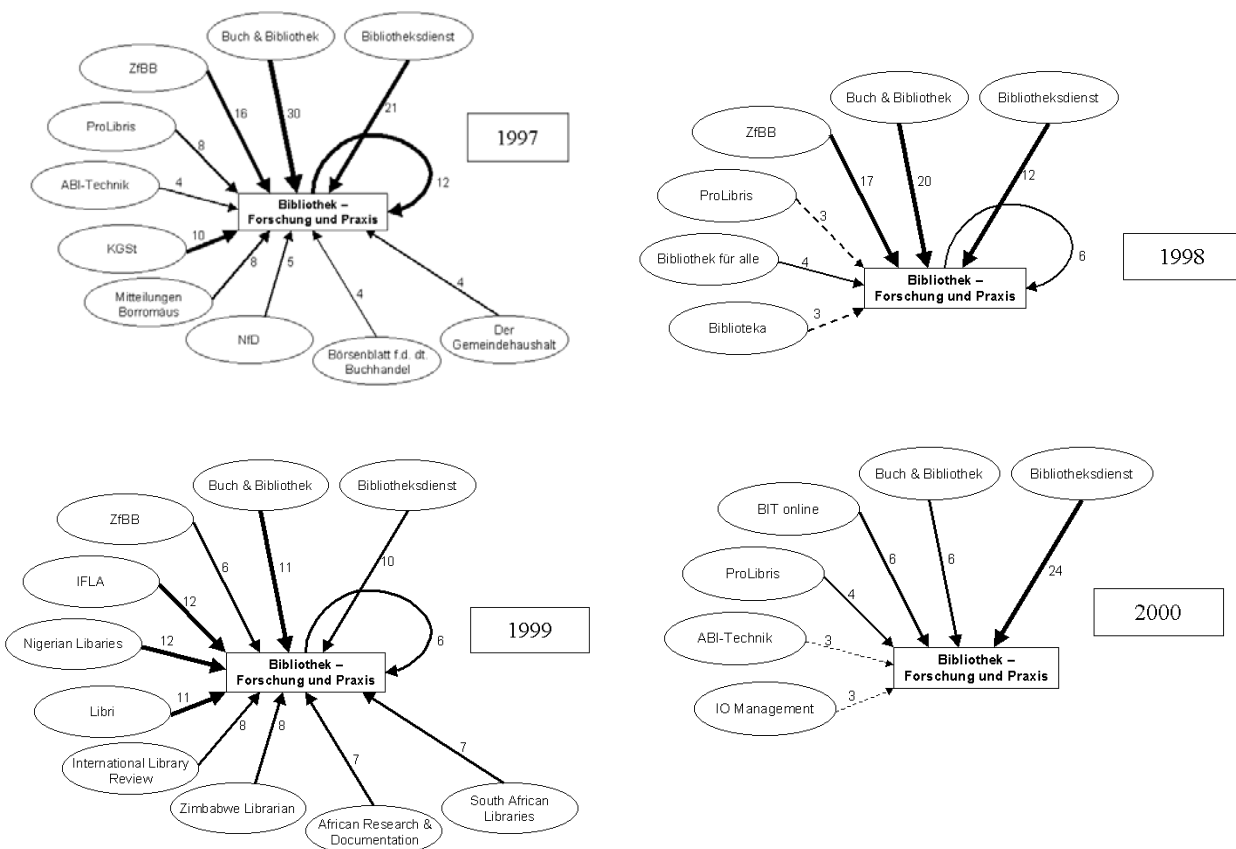 Buch & Bibliothek
Bibliotheksdienst
ZfBB
ProLibris
ABI-Technik
KGSt
Mitteilungen
Borromäus
NfD
Börsenblatt f.d. dt.
Buchhandel
Der
Gemeindehaushalt
16
30
21
8
4
10
8
5
4
4
12
Bibliothek –
Forschung und Praxis
1997
Buch & Bibliothek
Bibliotheksdienst
ZfBB
ProLibris
Bibliothek für alle
Biblioteka
17
20
12
3
4
3
6
Bibliothek –
Forschung und Praxis
1998
Buch & Bibliothek
Bibliotheksdienst
ZfBB
IFLA
Nigerian Libaries
Libri
International Library
Review
Zimbabwe Librarian
African Research &
Documentation
South African
Libraries
6
11
10
12
12
11
8
8
7
7
6
Bibliothek –
Forschung und Praxis
1999
Buch & Bibliothek
Bibliotheksdienst
BIT online
ProLibris
ABI-Technik
IO Management
6
6
24
4
3
3
Bibliothek –
Forschung und Praxis
2000